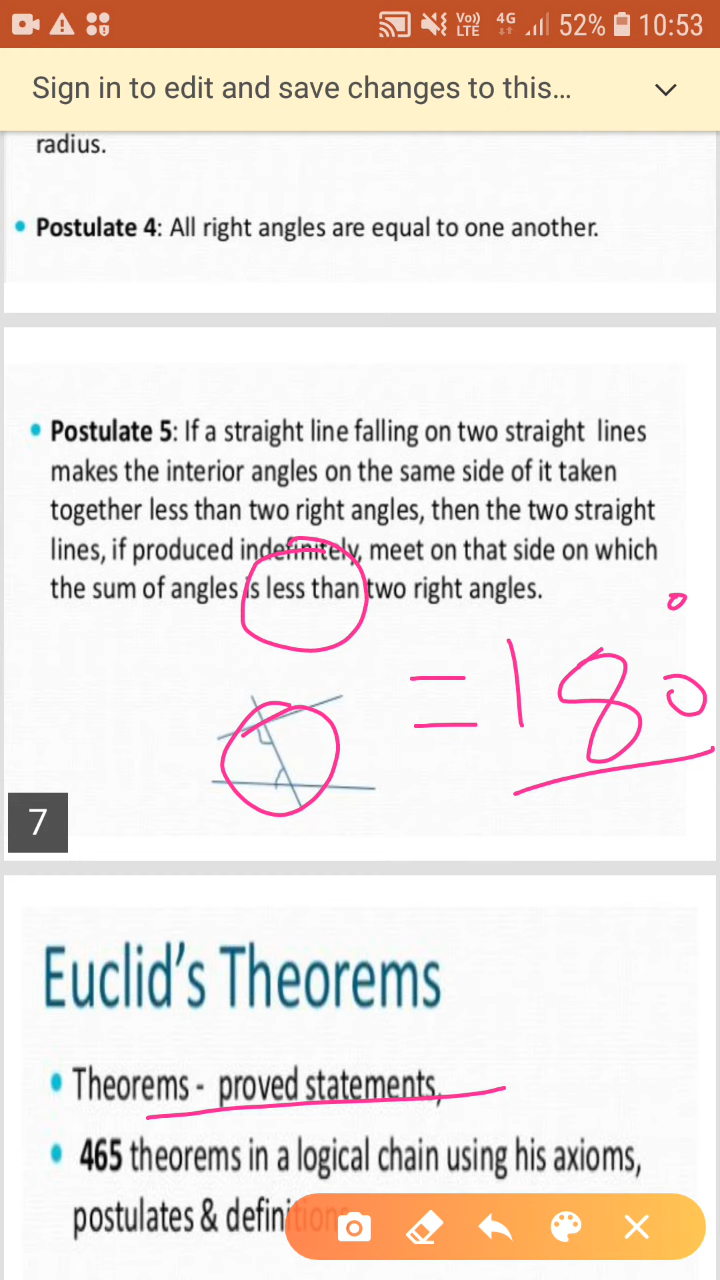 Vo)) LTE 4G 52% 10:53
Sign in to edit and save changes to this...
radius.
• Postulate 4: All right angles are equal to one another.
• Postulate 5: If a straight line falling on two straight lines
makes the interior angles on the same side of it taken
together less than two right angles, then the two straight
lines, if produced indefinitely, meet on that side on which
the sum of angles is less than two right angles.
= 180°
7
Euclid's Theorems
• Theorems - proved statements,
• 465 theorems in a logical chain using his axioms,
postulates & definitions